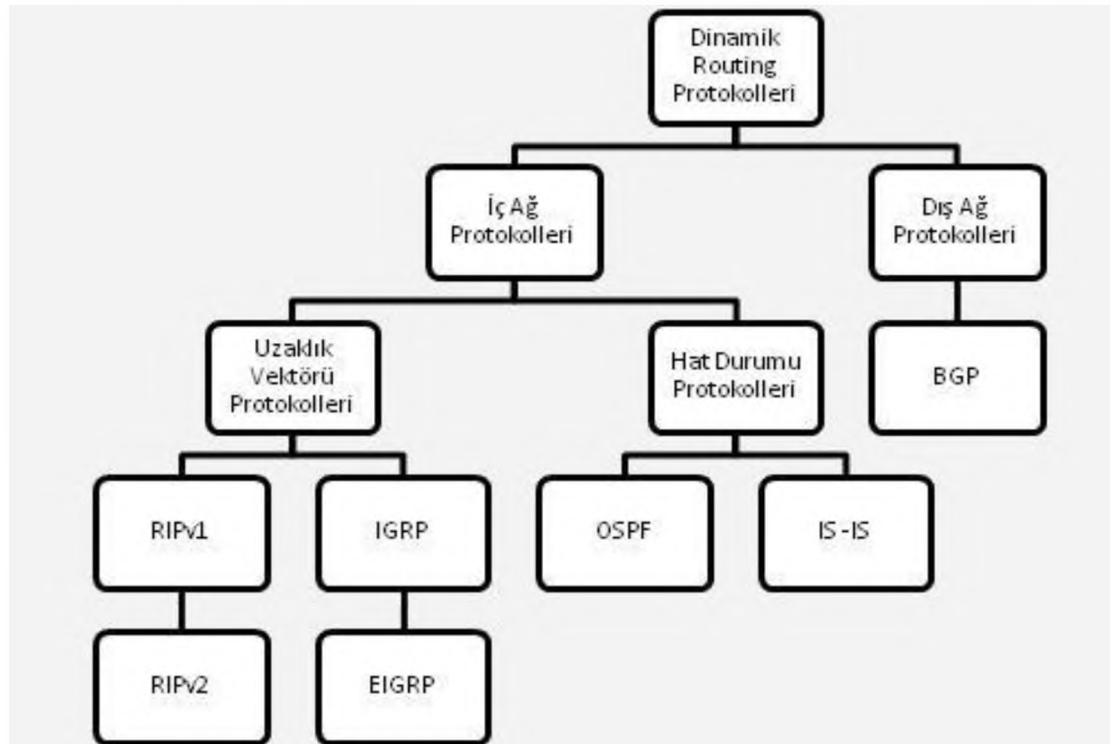 Dinamik
Routing
Protokolleri
İç Ağ
Protokolleri
Dış Ağ
Protokolleri
Uzaklık
Vektörü
Protokolleri
Hat Durumu
Protokolleri
BGP
RIPv1
IGRP
OSPF
IS -IS
RIPv2
EIGRP